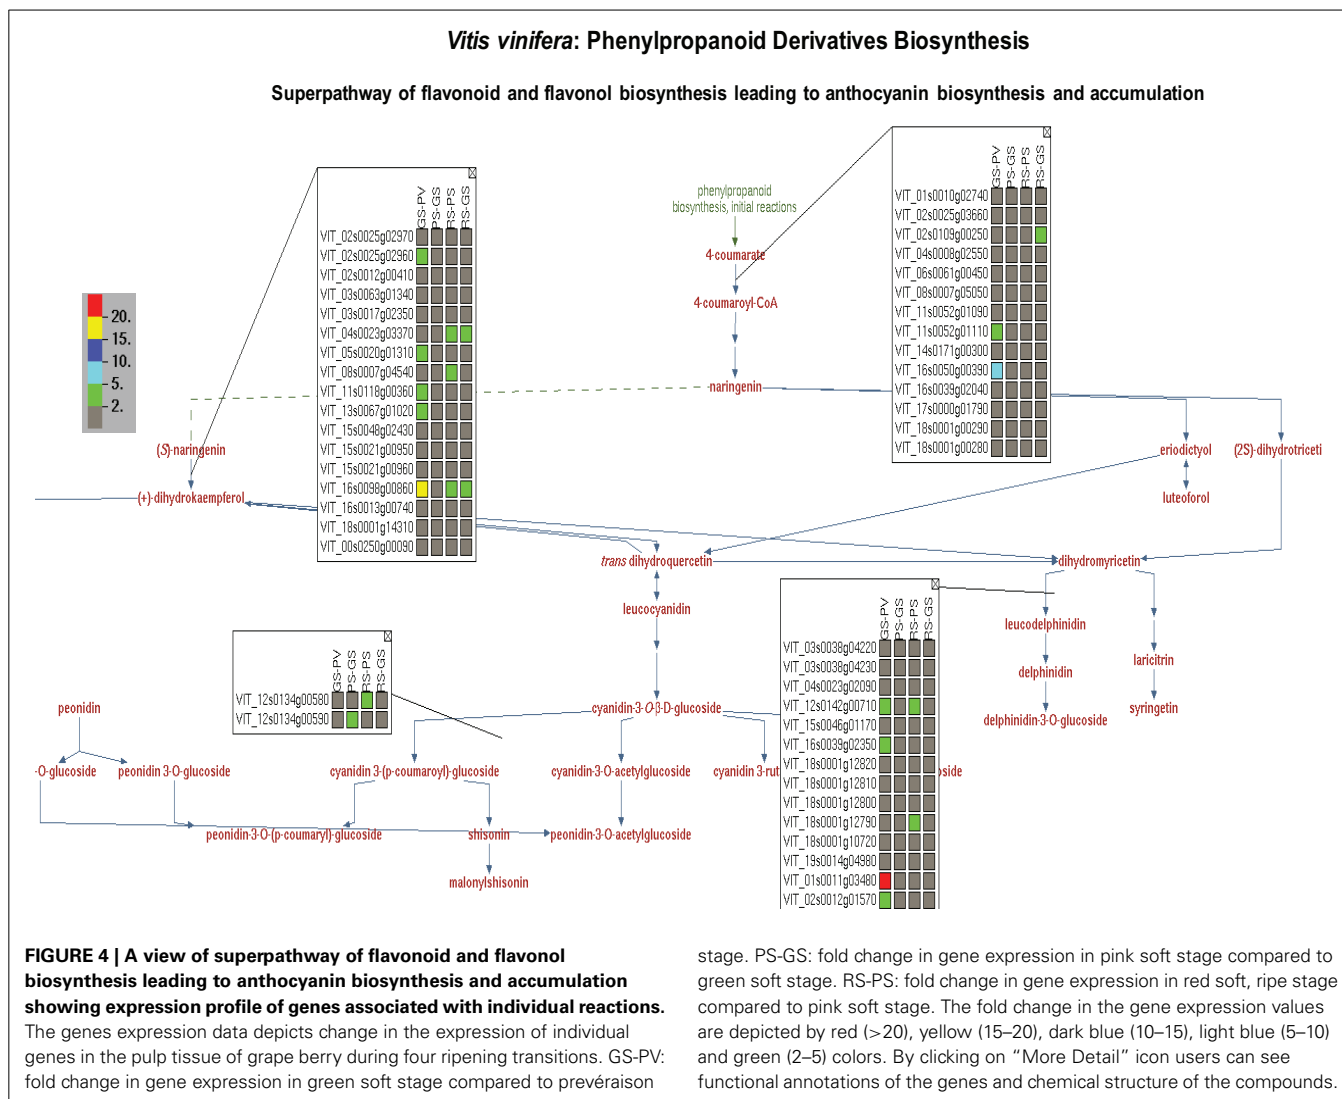 Vitis vinifera: Phenylpropanoid Derivatives Biosynthesis
Superpathway of flavonoid and flavonol biosynthesis leading to anthocyanin biosynthesis and accumulation
GS-PV
PS-GS
RS-PS
RS-GS
VIT_02s0025g02970
VIT_02s0025g02960
VIT_02s0012g00410
VIT_03s0063g01340
VIT_03s0017g02350
VIT_04s0023g03370
VIT_05s0020g01310
VIT_08s0007g04540
VIT_11s0118g00360
VIT_13s0067g01020
VIT_15s0048g02430
VIT_15s0021g00950
VIT_15s0021g00960
VIT_16s0098g00860
VIT_16s0013g00740
VIT_18s0001g14310
VIT_00s0250g00090
phenylpropanoid
biosynthesis, initial reactions
4-coumarate
4-coumaroyl-CoA
naringenin
GS-PV
PS-GS
RS-PS
RS-GS
VIT_01s0010g02740
VIT_02s0025g03660
VIT_02s0109g00250
VIT_04s0008g02550
VIT_06s0061g00450
VIT_08s0007g05050
VIT_11s0052g01090
VIT_11s0052g01110
VIT_14s0171g00300
VIT_16s0050g00390
VIT_16s0039g02040
VIT_17s0000g01790
VIT_18s0001g00290
VIT_18s0001g00280
20.
15.
10.
5.
2.
(S)-naringenin
(+)-dihydrokaempferol
eriodictyol
(2S)-dihydrotriceti
luteoforol
trans dihydroquercetin
dihydromyricetin
leucocyanidin
leucodelphinidin
delphinidin
delphinidin-3-O-glucoside
laricitrin
syringetin
GS-PV
PS-GS
RS-PS
RS-GS
VIT_12s0134g00580
VIT_12s0134g00590
GS-PV
PS-GS
RS-PS
RS-GS
VIT_03s0038g04220
VIT_03s0038g04230
VIT_04s0023g02090
VIT_12s0142g00710
VIT_15s0046g01170
VIT_16s0039g02350
VIT_18s0001g12820
VIT_18s0001g12810
VIT_18s0001g12800
VIT_18s0001g12790
VIT_18s0001g10720
VIT_19s0014g04980
VIT_01s0011g03480
VIT_02s0012g01570
peonidin
cyanidin-3-O-β-D-glucoside
-O-glucoside
peonidin 3-O-glucoside
cyanidin 3-(p-coumaroyl)-glucoside
cyanidin-3-O-acetylglucoside
cyanidin 3-rut
oside
peonidin-3-O-(p-coumaryl)-glucoside
shisonin
peonidin-3-O-acetylglucoside
malonylshisonin
FIGURE 4 | A view of superpathway of flavonoid and flavonol
biosynthesis leading to anthocyanin biosynthesis and accumulation
showing expression profile of genes associated with individual reactions.
The genes expression data depicts change in the expression of individual
genes in the pulp tissue of grape berry during four ripening transitions. GS-PV:
fold change in gene expression in green soft stage compared to prevéraison
stage. PS-GS: fold change in gene expression in pink soft stage compared to
green soft stage. RS-PS: fold change in gene expression in red soft, ripe stage
compared to pink soft stage. The fold change in the gene expression values
are depicted by red (>20), yellow (15–20), dark blue (10–15), light blue (5–10)
and green (2–5) colors. By clicking on “More Detail” icon users can see
functional annotations of the genes and chemical structure of the compounds.